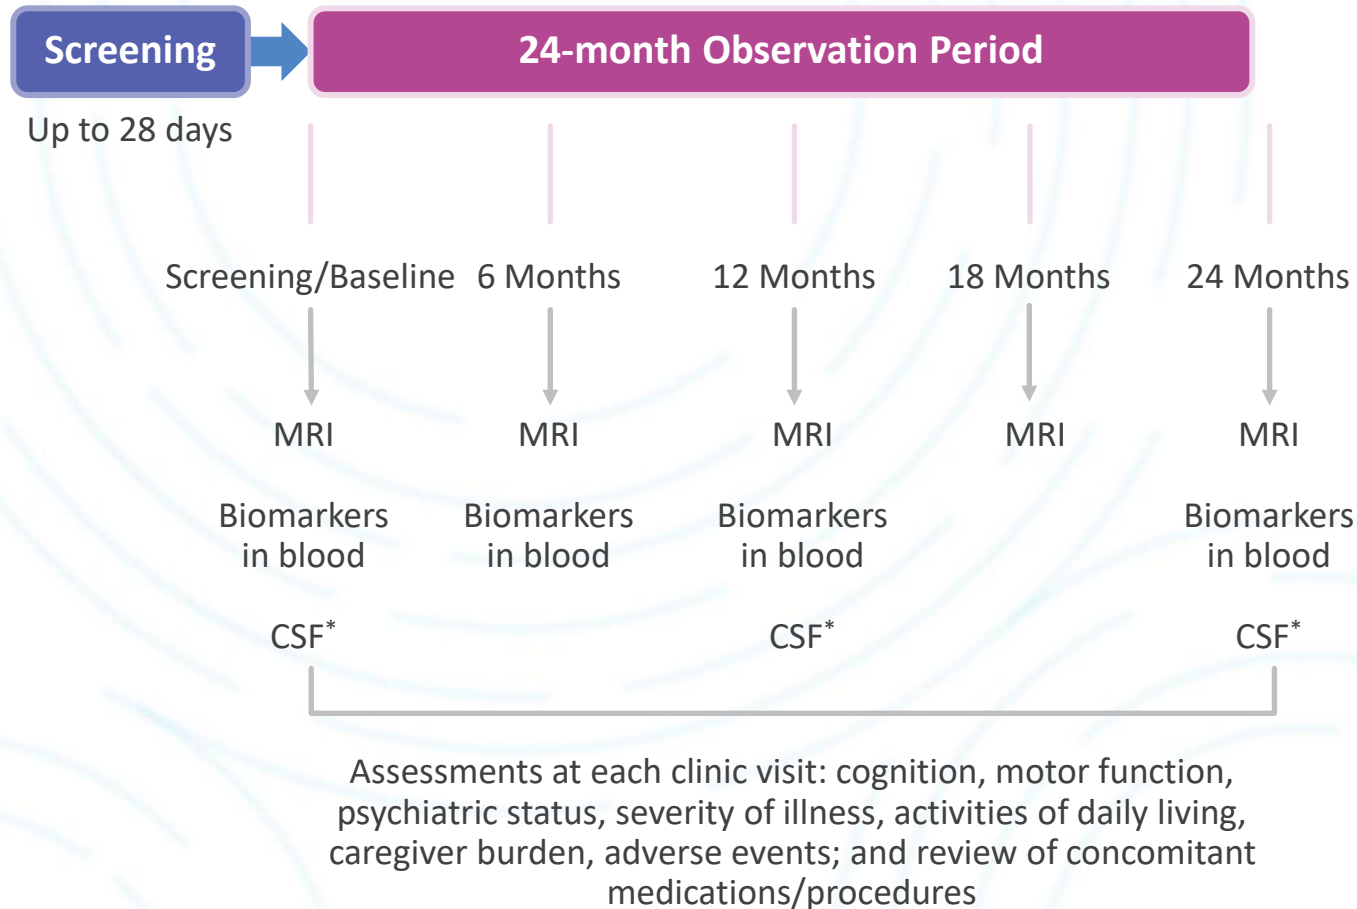 Screening
24-month Observation Period
Up to 28 days
Screening/Baseline 6 Months 12 Months 18 Months 24 Months
MRI MRI MRI MRI MRI
Biomarkers Biomarkers Biomarkers Biomarkers
in blood in blood in blood in blood
CSF* CSF* CSF*
Assessments at each clinic visit: cognition, motor function,
psychiatric status, severity of illness, activities of daily living,
caregiver burden, adverse events; and review of concomitant
medications/procedures